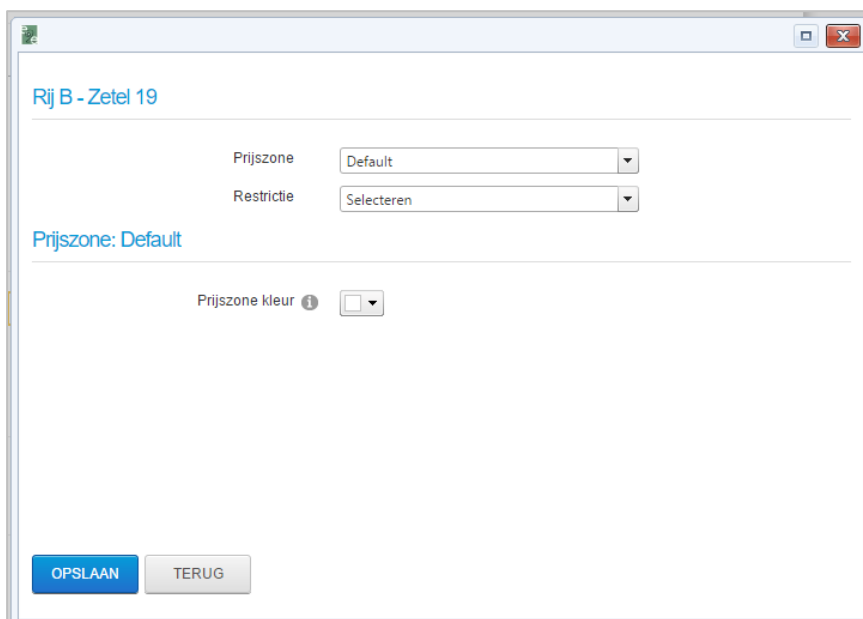 Rij B - Zetel 19
Prijszone Default
Restrictie Selecteren
Prijszone: Default
Prijszone kleur
OPSLAAN TERUG